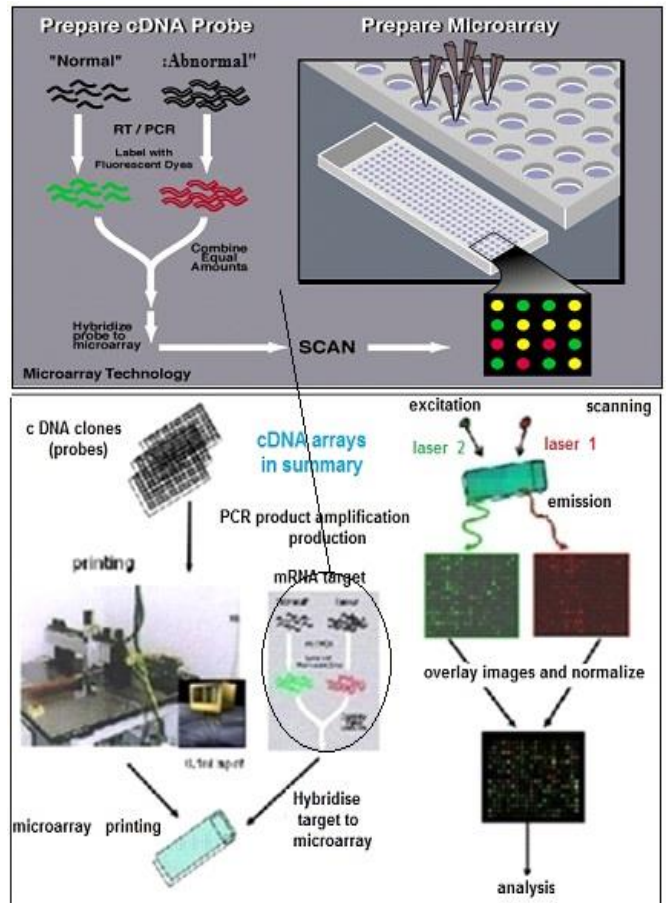 Prepare cDNA Probe
Prepare Microarray
"Normal"
:Abnormal"
RT / PCR
Label with
Fluorescent Dyes
Combine
Equal
Amounts
Hybridize
probe to
microarray
SCAN
Microarray Technology
c DNA clones
(probes)
cDNA arrays
in summary
excitation
scanning
laser 2
laser 1
emission
PCR product amplification
production
printing
mRNA target
overlay images and normalize
Hybridise
target to
microarray
microarray printing
analysis